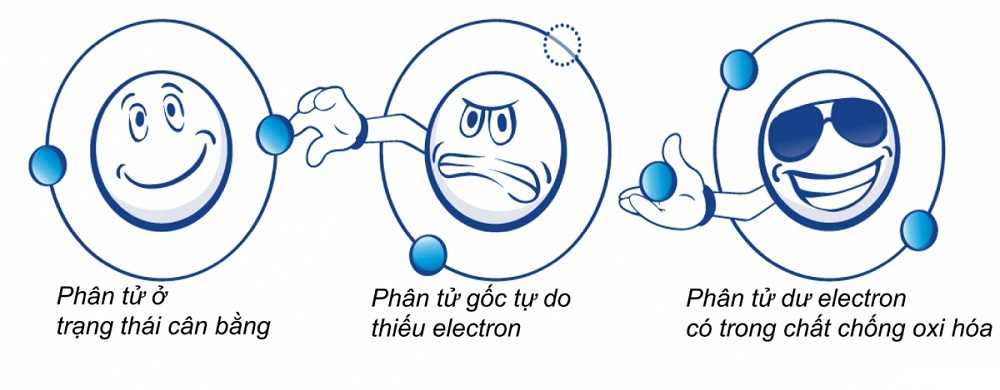 Phân tử ở
trạng thái cân bằng
Phân tử gốc tự do
thiếu electron
Phân tử dư electron
có trong chất chống oxi hóa